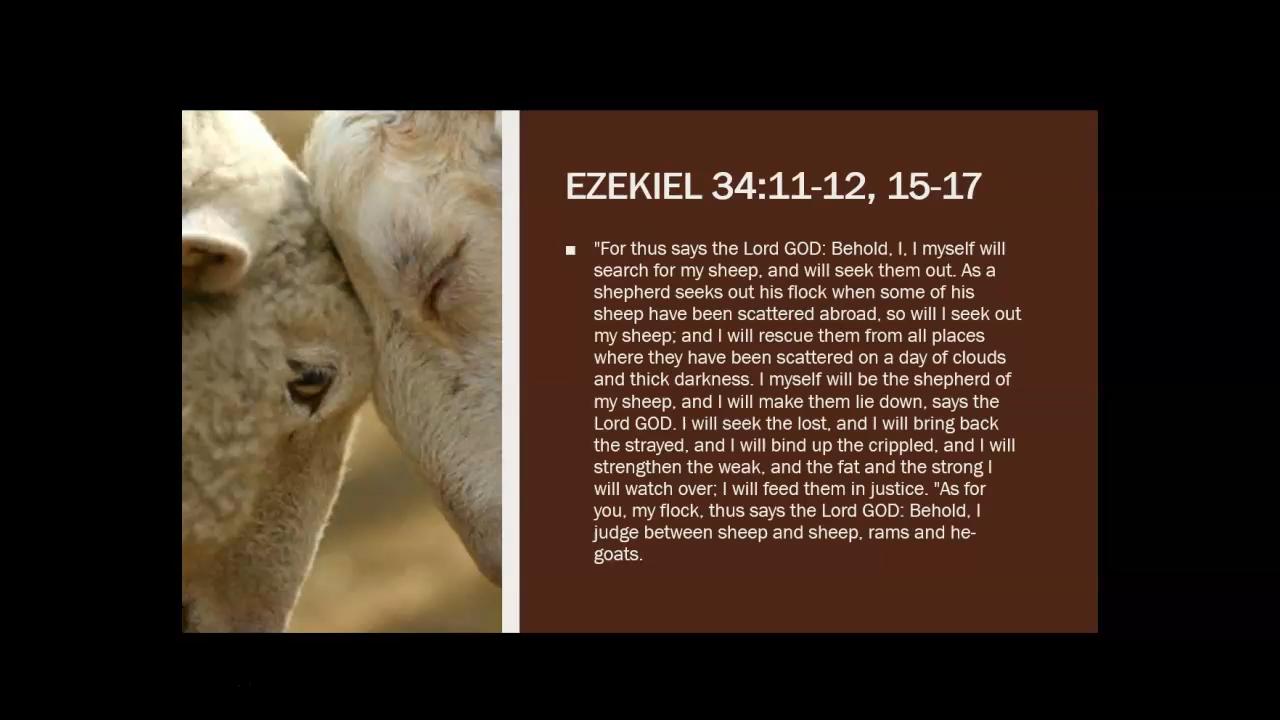 EZEKIEL 34:11-12, 15-17
"For thus says the Lord GOD: Behold, I, I myself will
search for my sheep, and will seek them out. As a
shepherd seeks out his flock when some of his
sheep have been scattered abroad, so will I seek out
my sheep; and I will rescue them from all places
where they have been scattered on a day of clouds
and thick darkness. I myself will be the shepherd of
my sheep, and I will make them lie down, says the
Lord GOD. I will seek the lost, and I will bring back
the strayed, and I will bind up the crippled, and I will
strengthen the weak, and the fat and the strong I
will watch over; I will feed them in justice. "As for
you, my flock, thus says the Lord GOD: Behold, I
judge between sheep and sheep, rams and he-
goats.